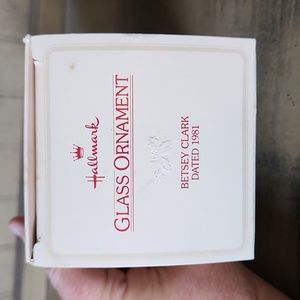 Hallmark
GLASS ORNAMENT
BETSEY CLARK
DATED 1981